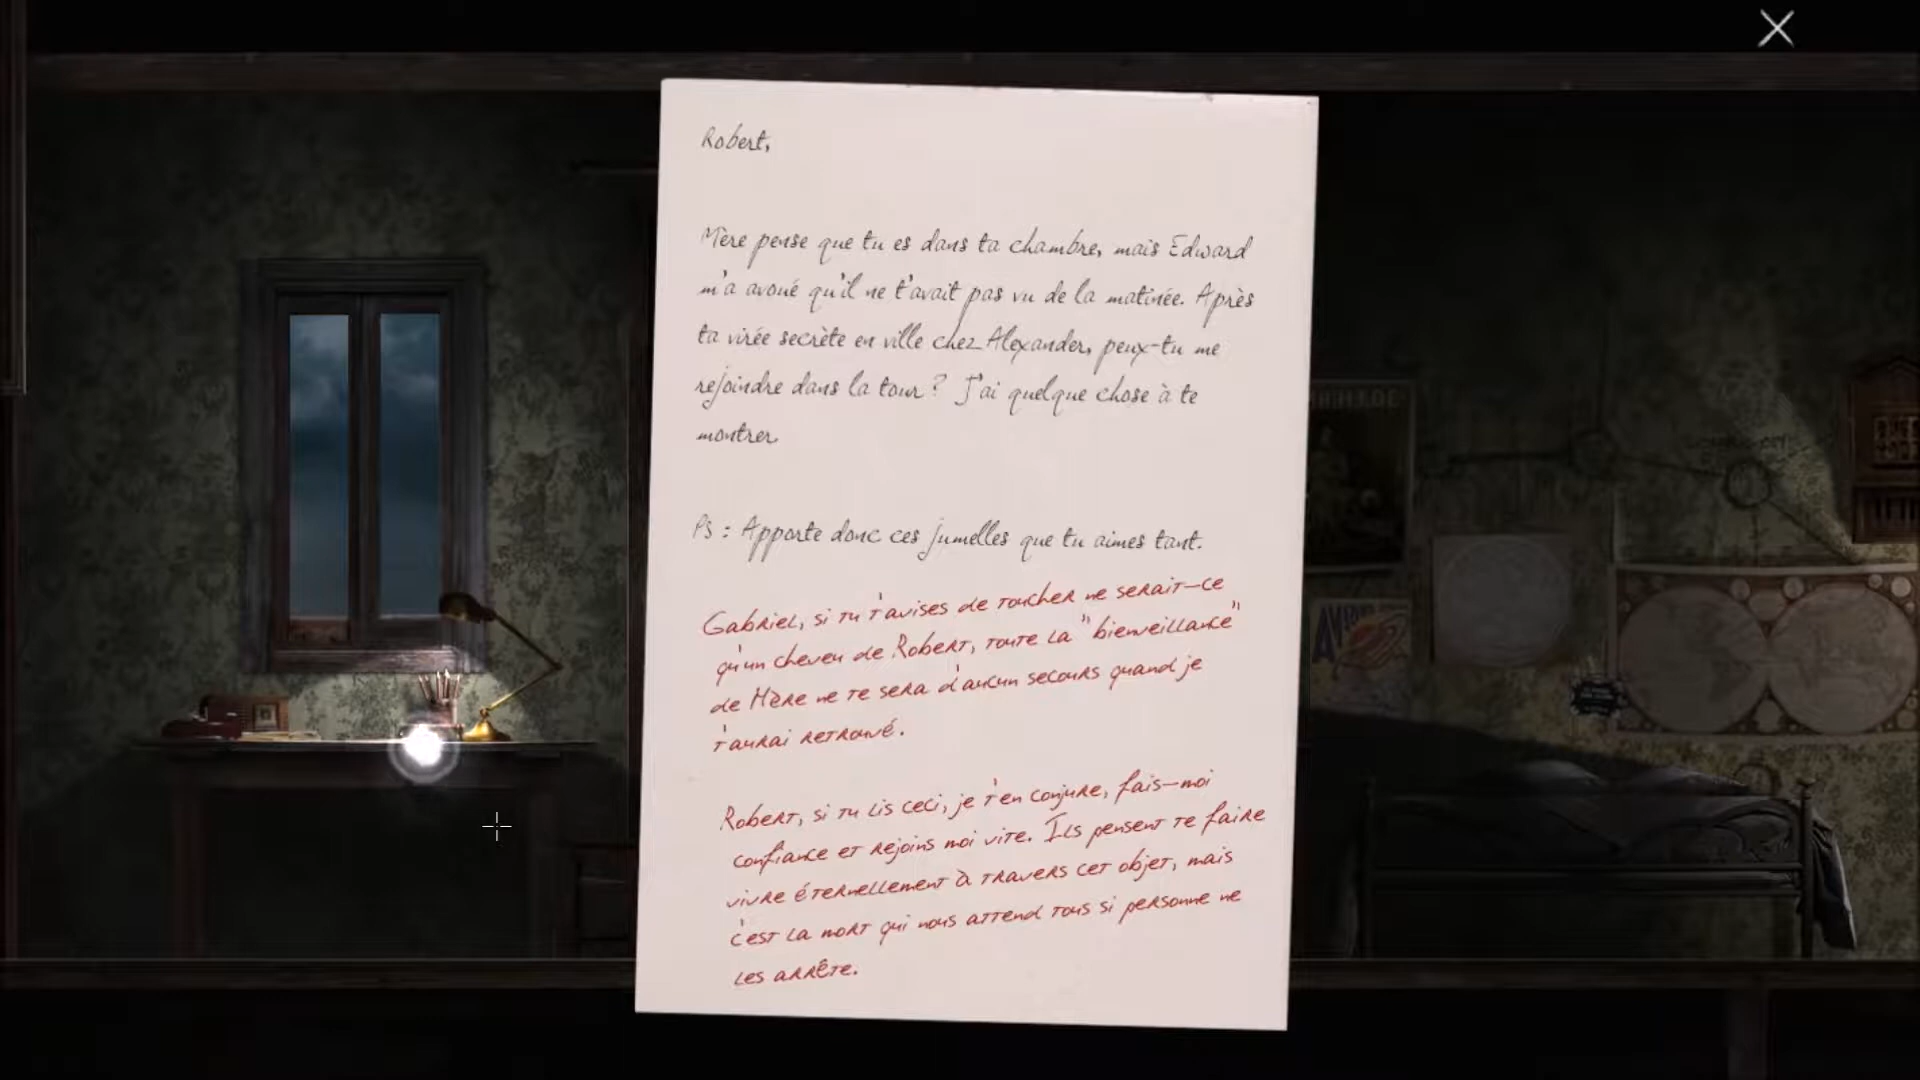 Robert,
Mère pense que tu es dans ta chambre, mais Edward
m'a avoué qu'il ne t'avait pas vu de la matinée. Après
ta virée secrète en ville chez Alexander, peux-tu me
rejoindre dans la tour ? J'ai quelque chose à te
montrer.
Ps : Apporte donc ces jumelles que tu aimes tant.
Gabriel, si tu t'avises de toucher ne serait-ce
qu'un cheveu de Robert, toute la "bienveillance"
de Mère ne te sera d'aucun secours quand je
t'aurai retrouvé.
Robert, si tu lis ceci, je t'en conjure, fais-moi
confiance et rejoins moi vite. Ils pensent te faire
vivre éternellement à travers cet objet, mais
c'est la mort qui nous attend tous si personne ne
les arrête.